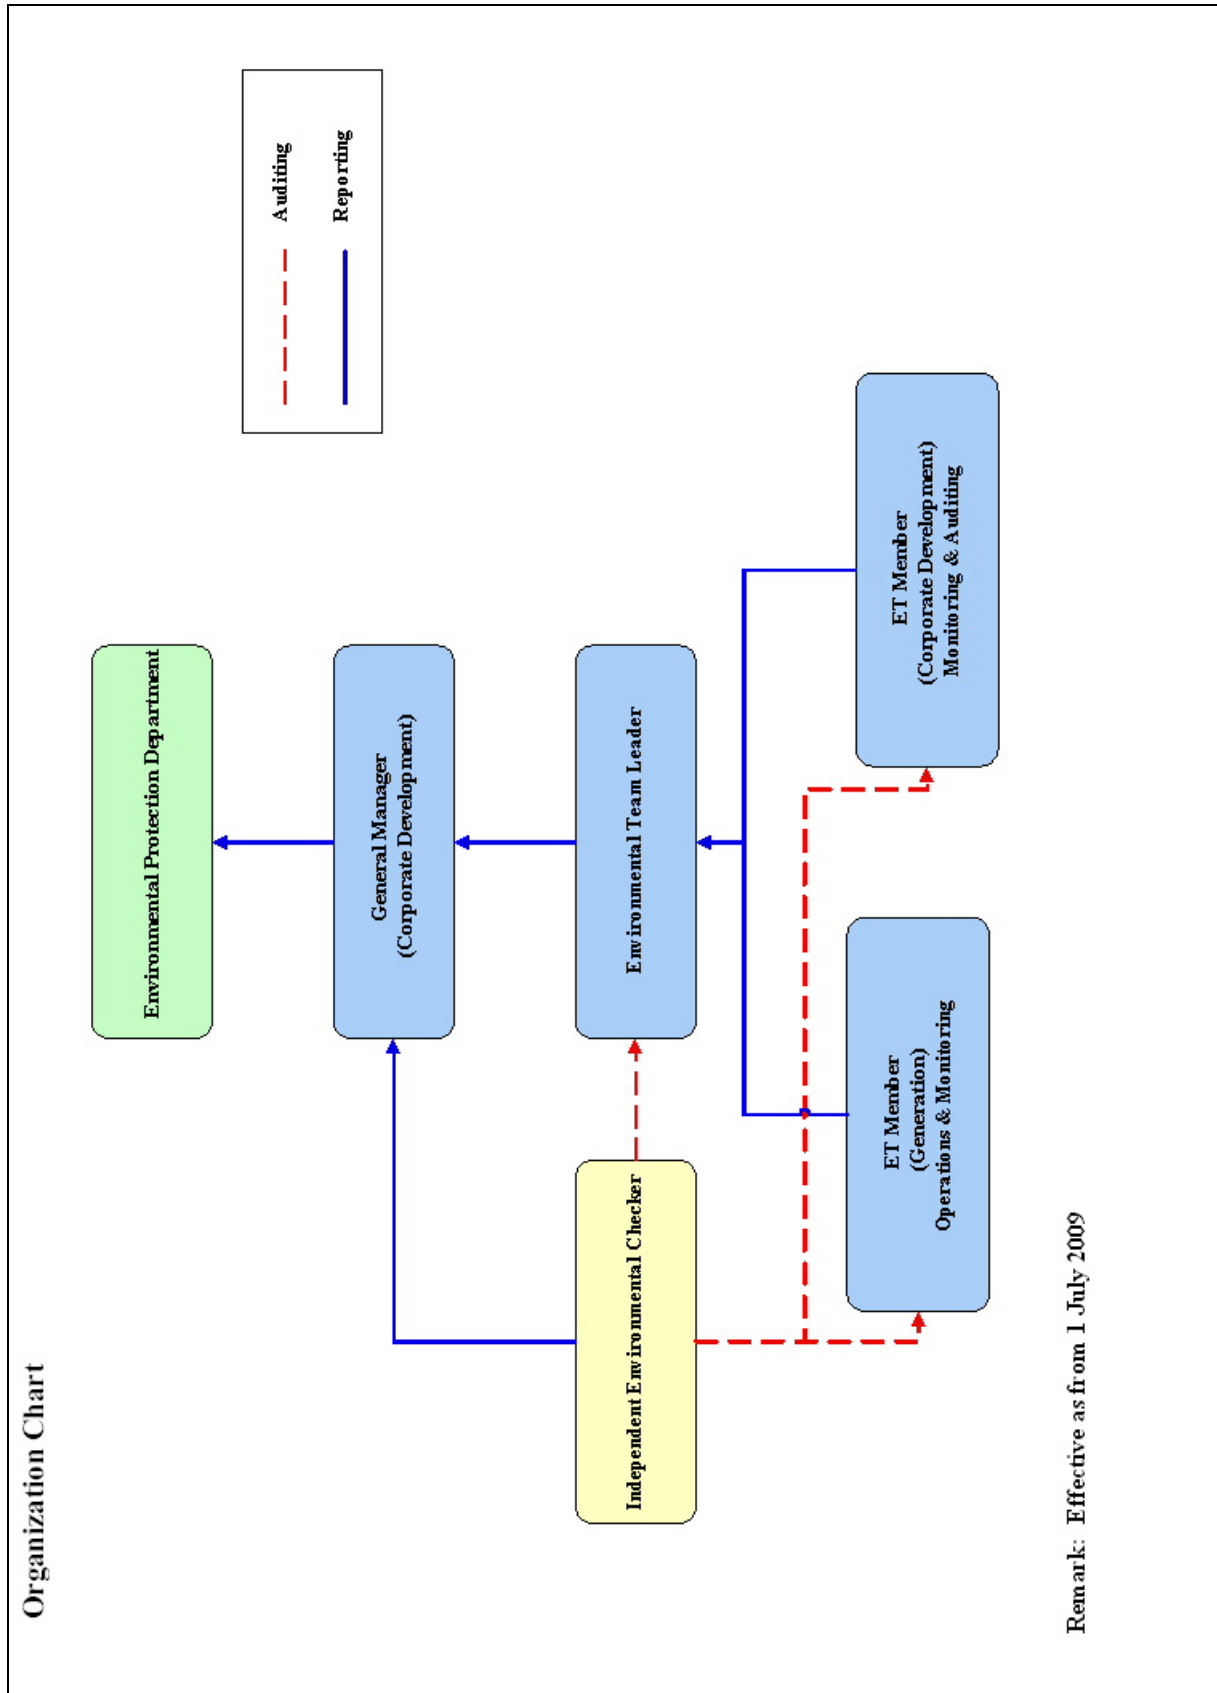 Organization Chart
Environmental Protection Department
Auditing
Reporting
General Manager
(Corporate Development)
Independent Environmental Checker
Environmental Team Leader
ET Member
(Generation)
Operations & Monitoring
ET Member
(Corporate Development)
Monitoring & Auditing
Remark: Effective as from 1 July 2009